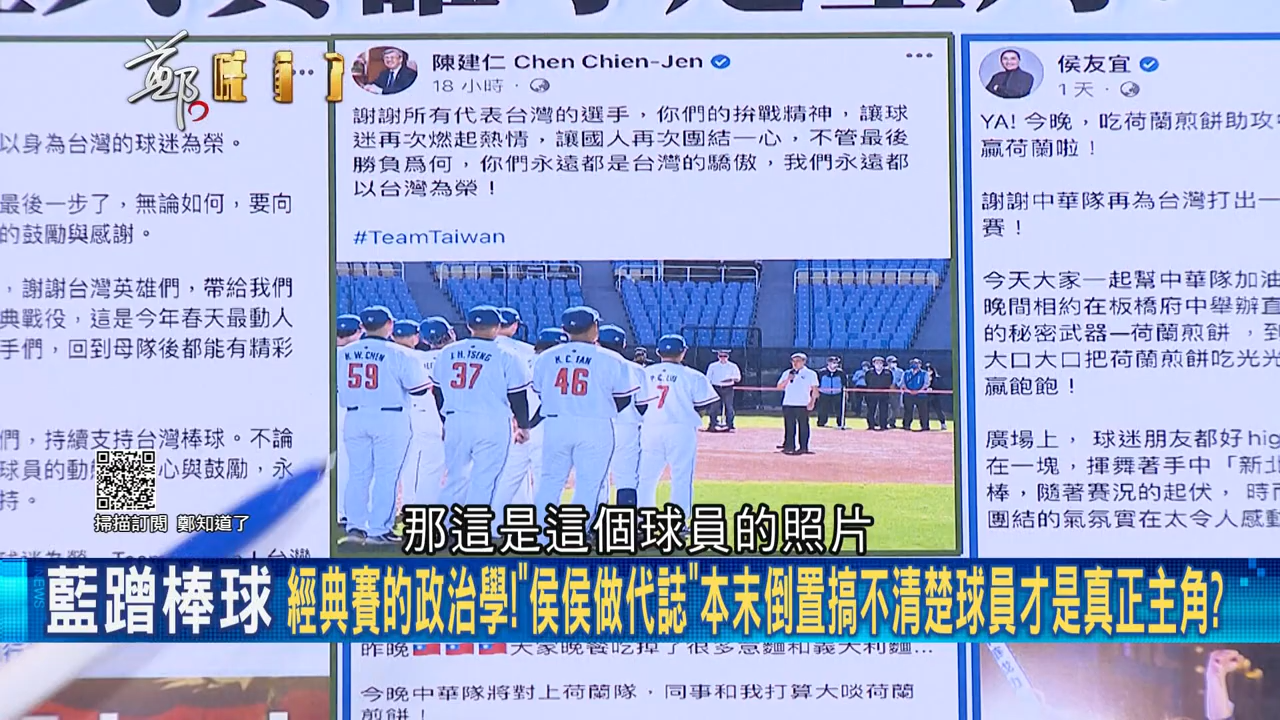 鄭
陳建仁 Chen Chien-Jen
18 小時
謝謝所有代表台灣的選手，你們的拚戰精神，讓球
迷再次燃起熱情，讓國人再次團結一心，不管最後
勝負爲何，你們永遠都是台灣的驕傲，我們永遠都
以台灣為榮！
#TeamTaiwan
K.W.CHEN
59
J.H.TSENG
37
46
7
侯友宜
1 天
YA! 今晚，吃荷蘭煎餅助攻
贏荷蘭啦！
謝謝中華隊再為台灣打出一
賽！
今天大家一起幫中華隊加油
晚間相約在板橋府中舉辦直
的秘密武器—荷蘭煎餅，到
大口大口把荷蘭煎餅吃光光
贏飽飽！
廣場上， 球迷朋友都好hig
在一塊，揮舞著手中「新北
棒，隨著賽況的起伏，時而
團結的氣氛實在太令人感動
以身為台灣的球迷為榮。
最後一步了，無論如何，要向
的鼓勵與感謝。
，謝謝台灣英雄們，帶給我們
典戰役，這是今年春天最動人
手們，回到母隊後都能有精彩
們，持續支持台灣棒球。不論
心與鼓勵，永
持。
掃描訂閱 鄭知道了
那這是這個球員的照片
NEWS
藍蹭棒球
經典賽的政治學!"侯侯做代誌"本末倒置搞不清楚球員才是真正主角?
昨晚🇹🇼🇹🇼🇹🇼大家晚餐吃掉了很多意麵和義大利麵...
今晚中華隊將對上荷蘭隊，同事和我打算大啖荷蘭
煎餅！